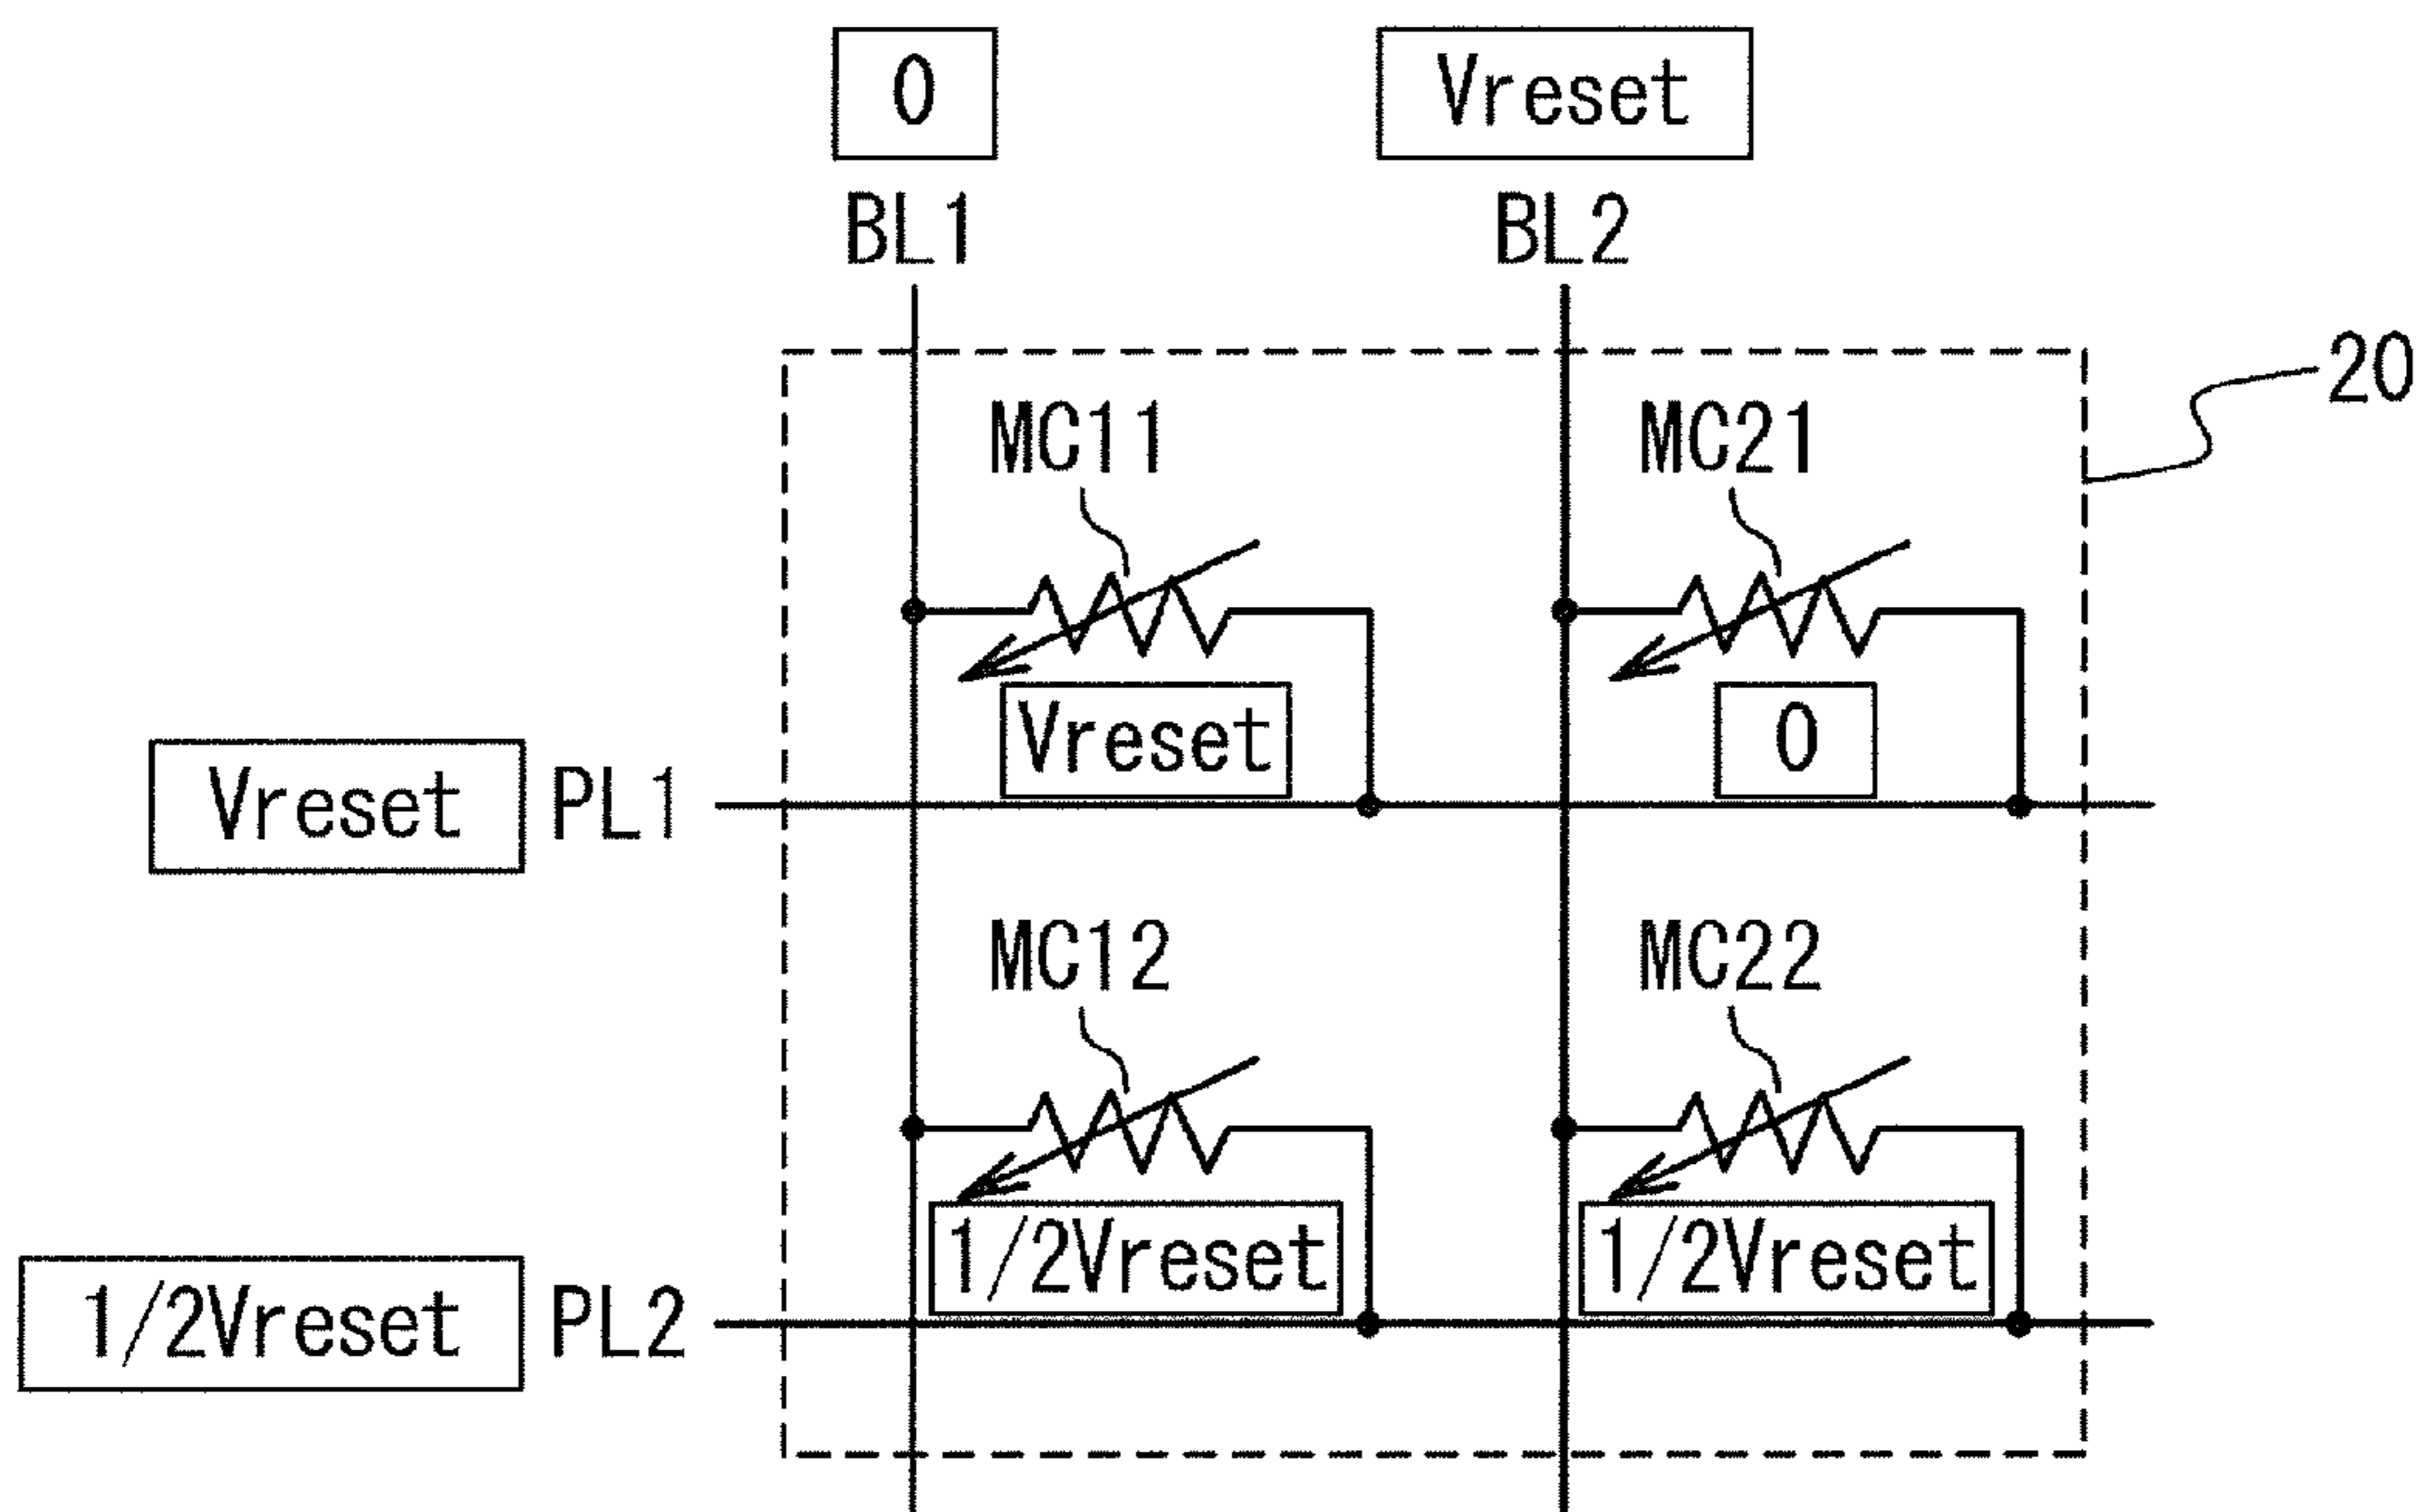 0 Vreset
BL1 BL2
20
MC11 MC21
Vreset 0
Vreset PL1
MC12 MC22
1/2Vreset 1/2Vreset
1/2Vreset PL2